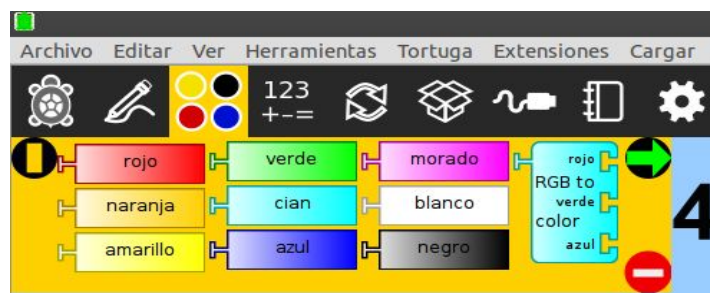 Archivo Editar Ver Herramientas Tortuga Extensiones Cargar
123
+-=
rojo verde morado rojo
RGB to
naranja cian blanco verde
color
amarillo azul negro azul
4